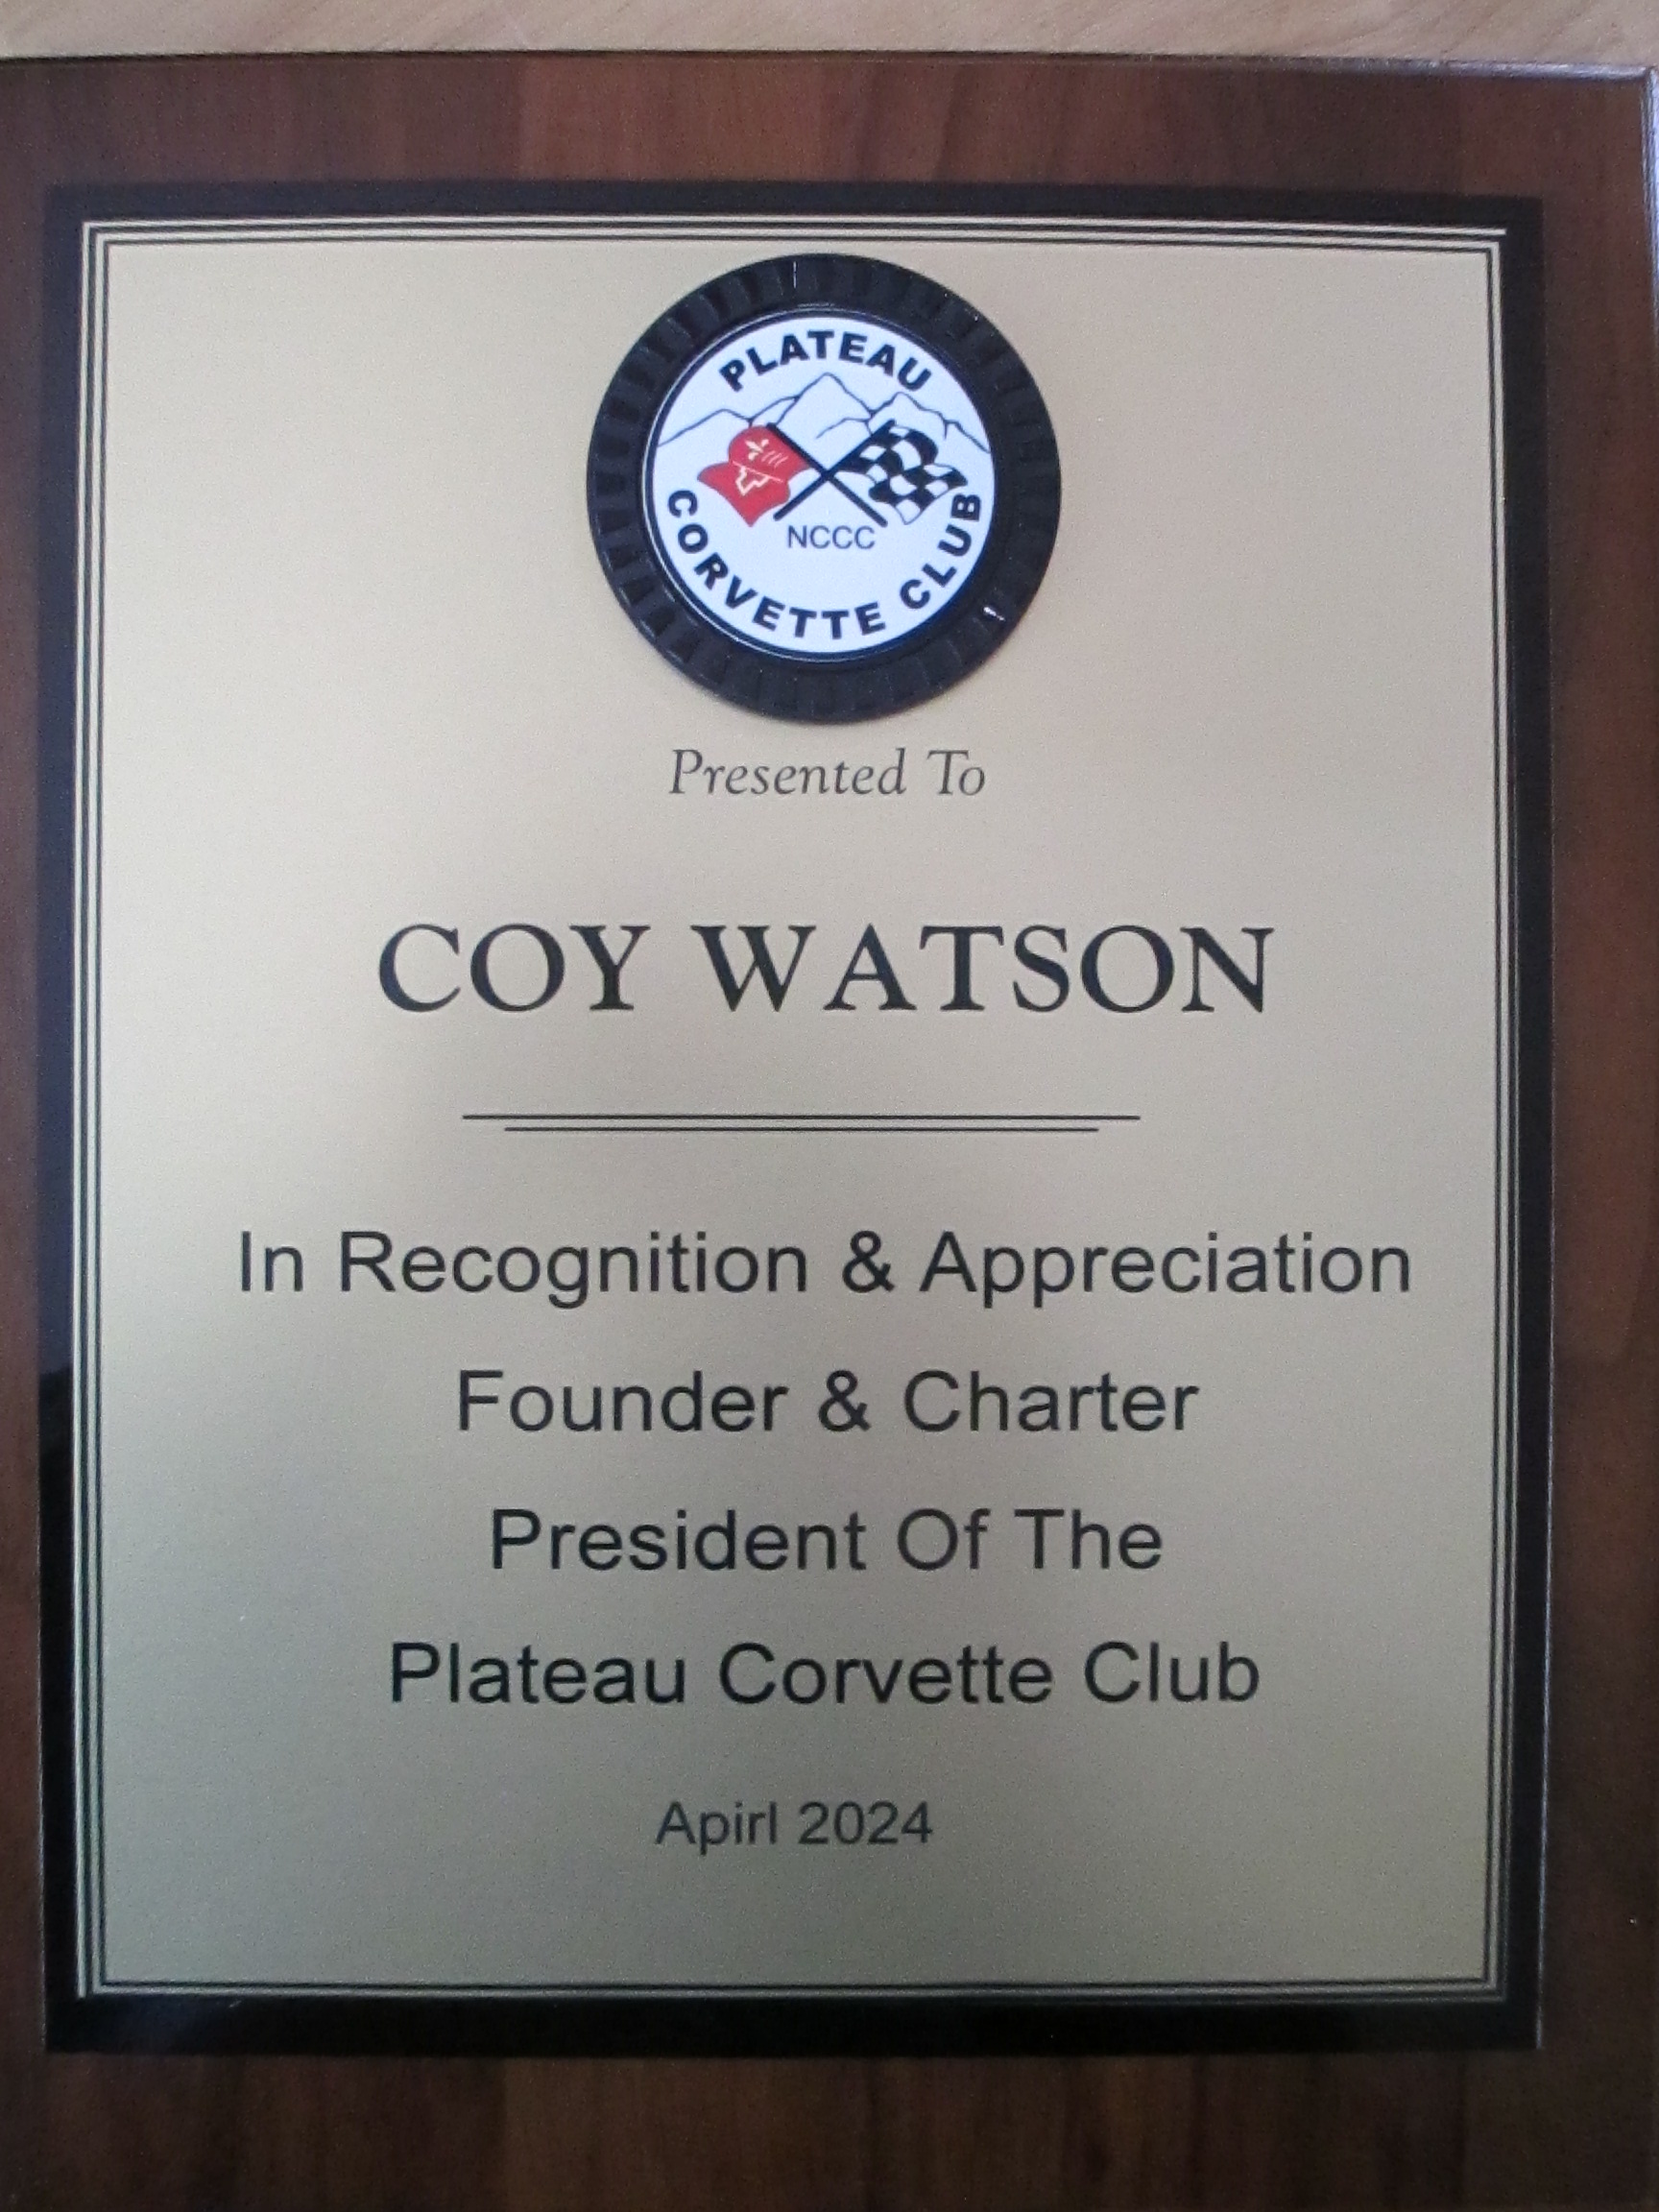 PLATEAU
NCCC
CORVETTE CLUB
Presented To
COY WATSON
In Recognition & Appreciation
Founder & Charter
President Of The
Plateau Corvette Club
Apirl 2024